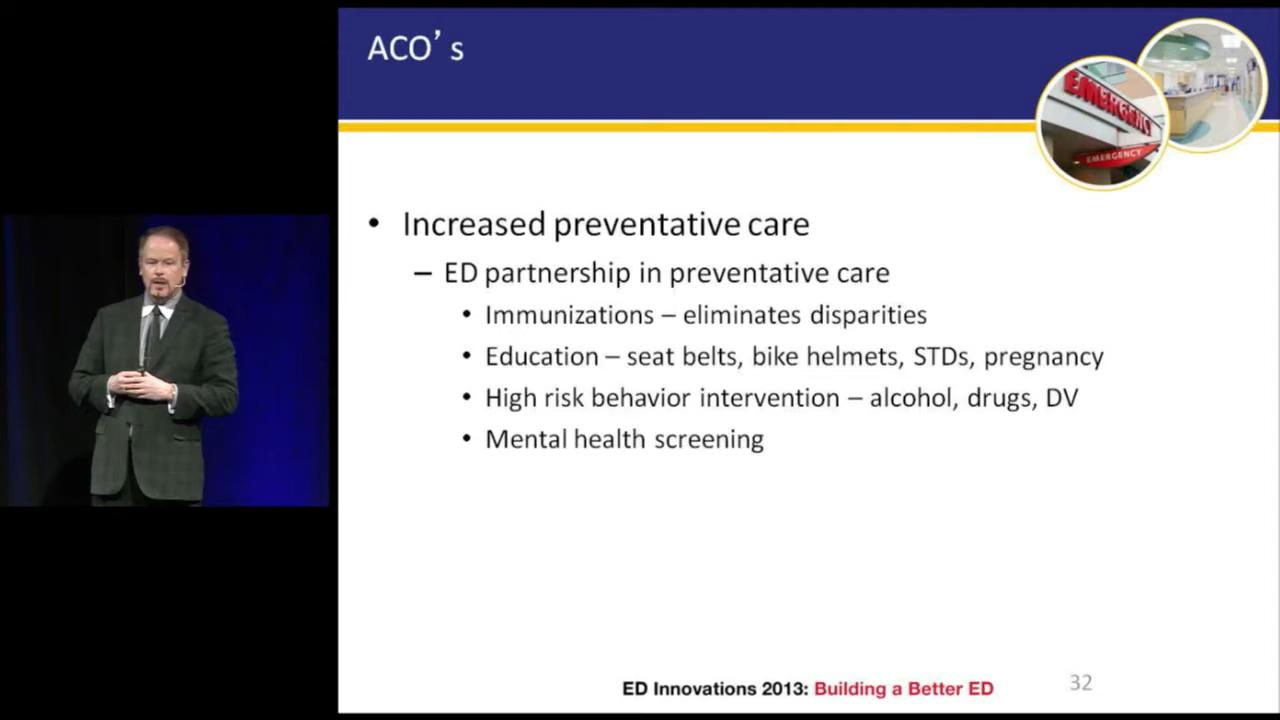 ACO’s
EMERGENC
EMERGENCY
• Increased preventative care
– ED partnership in preventative care
• Immunizations – eliminates disparities
• Education – seat belts, bike helmets, STDs, pregnancy
• High risk behavior intervention – alcohol, drugs, DV
• Mental health screening
ED Innovations 2013: Building a Better ED
32